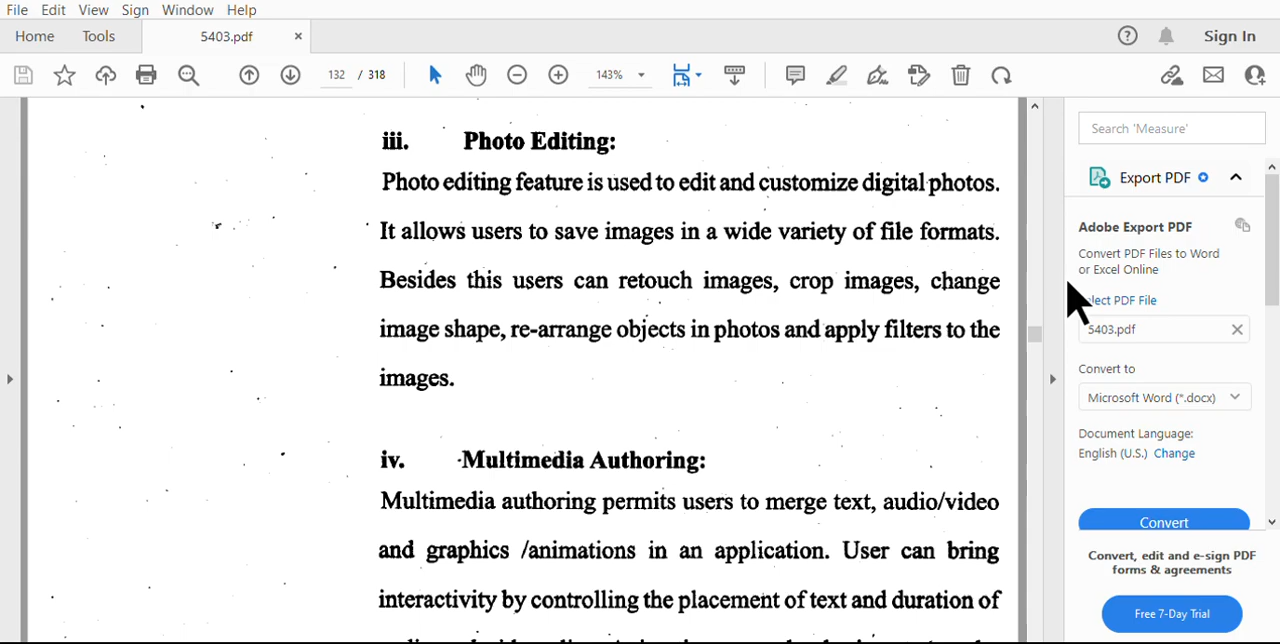 File Edit View Sign Window Help
Home Tools 5403.pdf × Sign In
132 / 318 143%
iii. Photo Editing:
Photo editing feature is used to edit and customize digital photos.
It allows users to save images in a wide variety of file formats.
Besides this users can retouch images, crop images, change
image shape, re-arrange objects in photos and apply filters to the
images.
iv. Multimedia Authoring:
Multimedia authoring permits users to merge text, audio/video
and graphics /animations in an application. User can bring
interactivity by controlling the placement of text and duration of
Search 'Measure'
Export PDF
Adobe Export PDF
Convert PDF Files to Word
or Excel Online
lect PDF File
5403.pdf
Convert to
Microsoft Word (*.docx)
Document Language:
English (U.S.) Change
Convert
Convert, edit and e-sign PDF
forms & agreements
Free 7-Day Trial